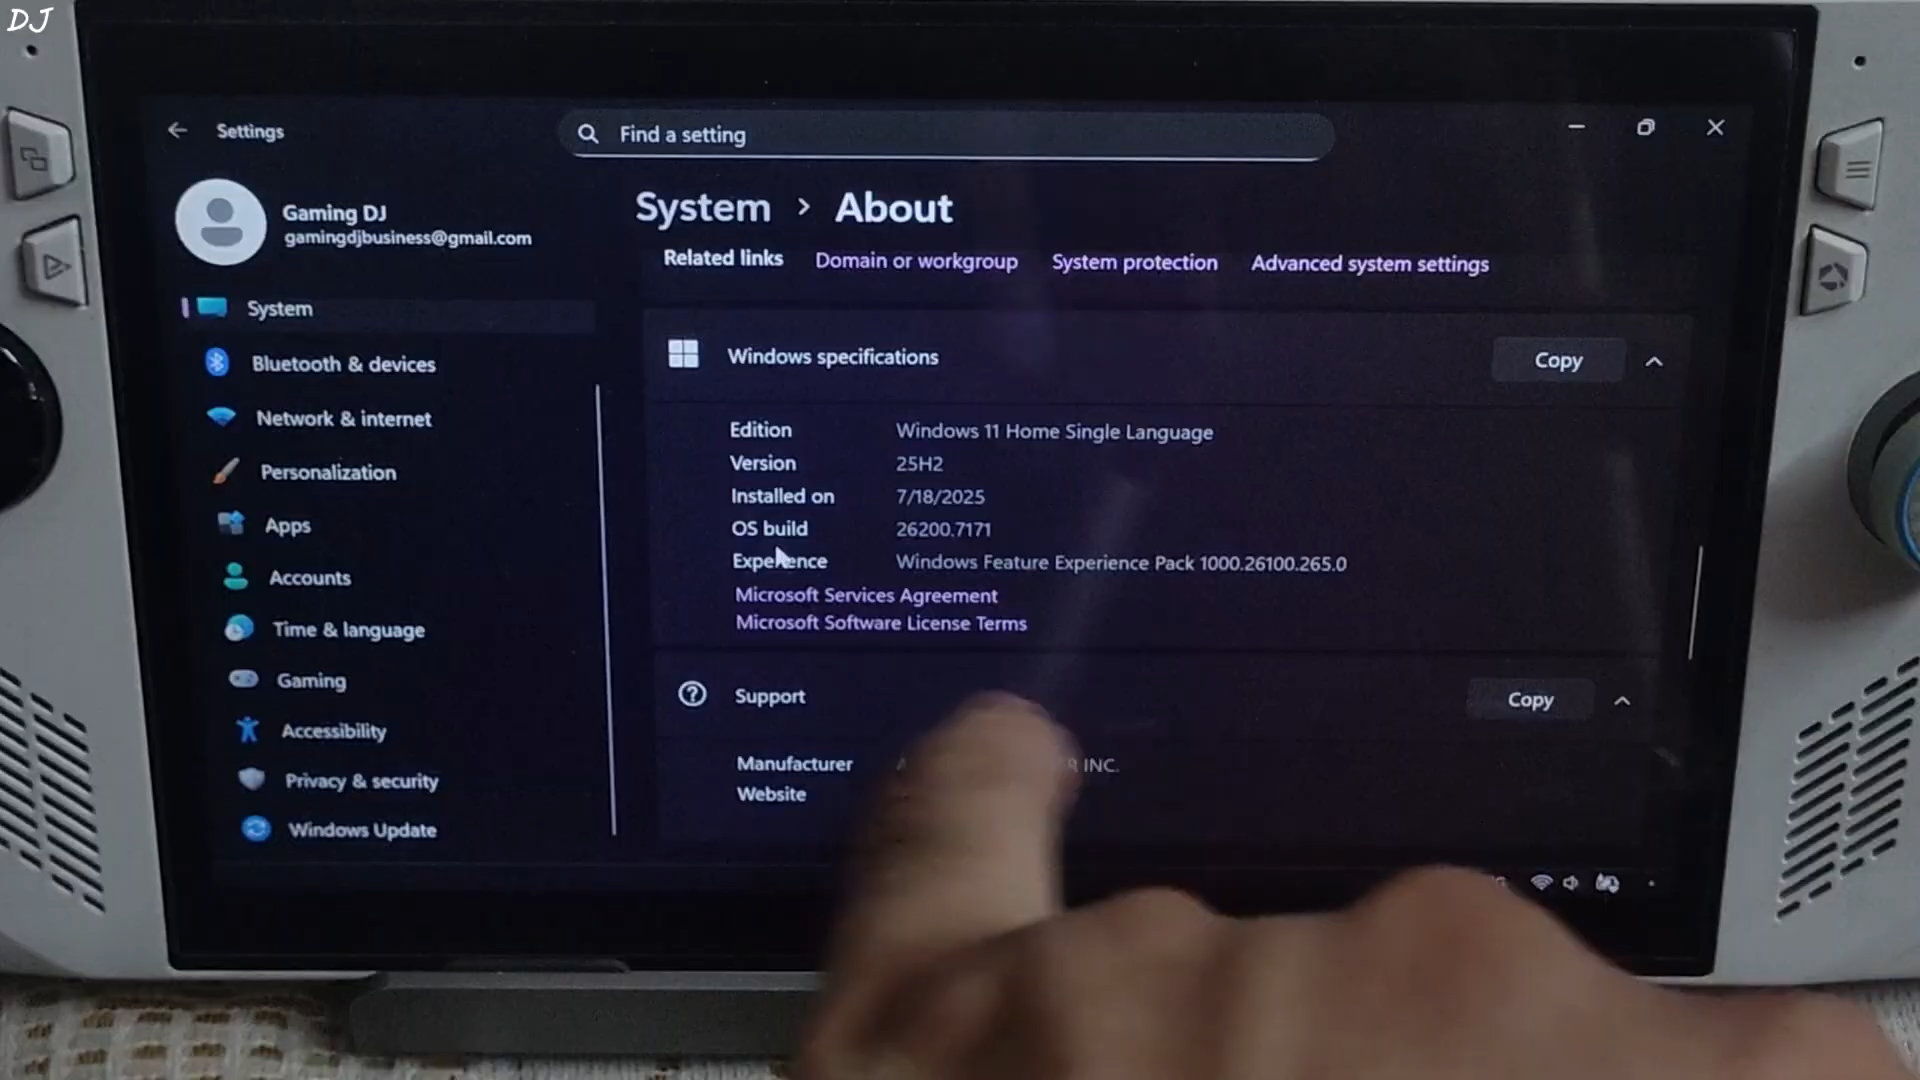 DJ
Settings
Find a setting
Gaming DJ
gamingdjbusiness@gmail.com
System
Bluetooth & devices
Network & internet
Personalization
Apps
Accounts
Time & language
Gaming
Accessibility
Privacy & security
Windows Update
System > About
Related links Domain or workgroup System protection Advanced system settings
Windows specifications Copy
Edition Windows 11 Home Single Language
Version 25H2
Installed on 7/18/2025
OS build 26200.7171
Experience Windows Feature Experience Pack 1000.26100.265.0
Microsoft Services Agreement
Microsoft Software License Terms
Support Copy
Manufacturer INC.
Website